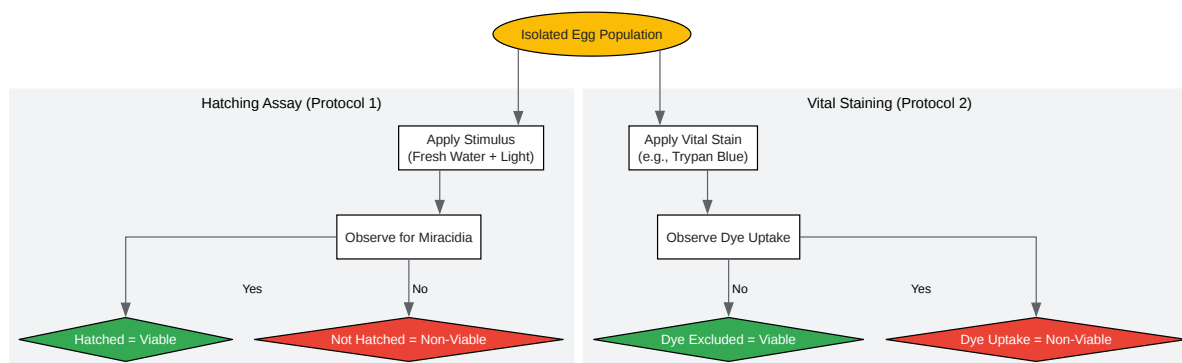 Isolated Egg Population
Hatching Assay (Protocol 1)
Apply Stimulus
(Fresh Water + Light)
Observe for Miracidia
Yes
No
Hatched = Viable
Not Hatched = Non-Viable
Vital Staining (Protocol 2)
Apply Vital Stain
(e.g., Trypan Blue)
Observe Dye Uptake
No
Yes
Dye Excluded = Viable
Dye Uptake = Non-Viable